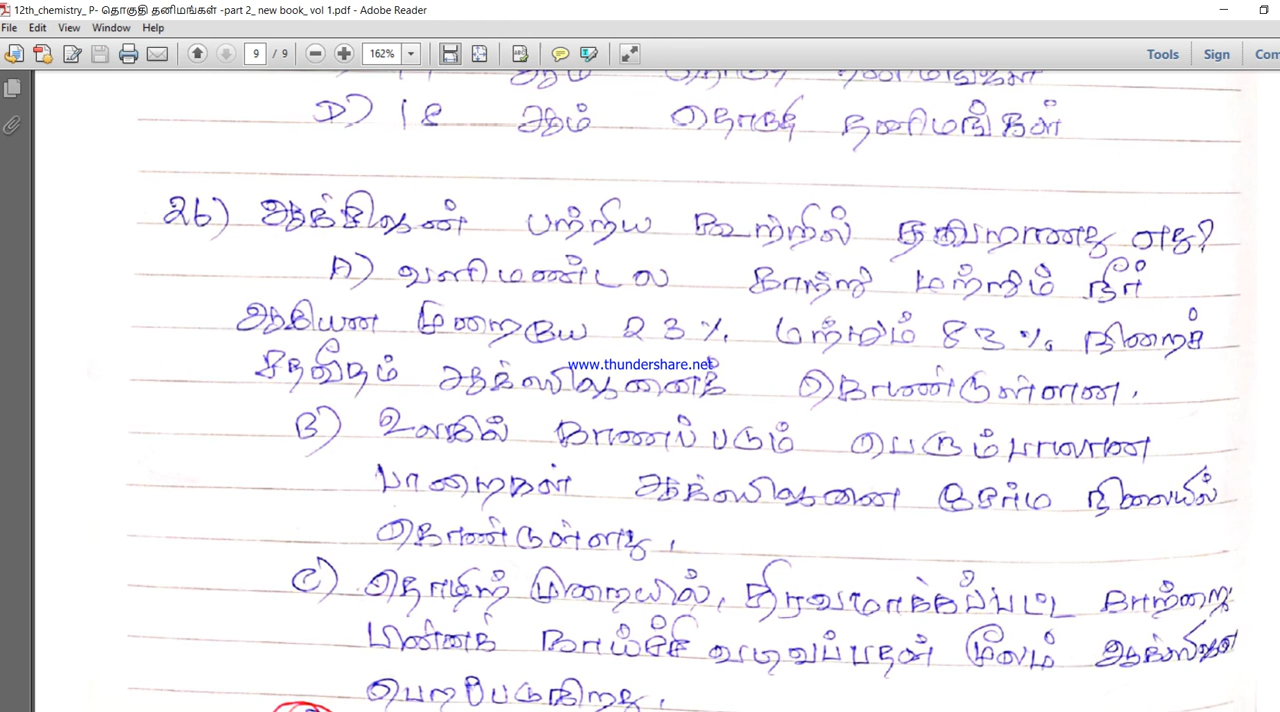 12th_chemistry_ P- தொகுதி தனிமங்கள் -part 2_ new book_ vol 1.pdf - Adobe Reader
File Edit View Window Help
9 / 9 162% Tools Sign Con
D) 18 ஆம் தொகுதி தனிமங்கள்
26) ஆக்சிஜன் பற்றிய கூற்றில் தவறானது எது?
A) வளிமண்டல காற்று மற்றும் நீர்
ஆகியன முறையே 23% மற்றும் 83% நிறைச்
சதவீதம் ஆக்ஸிஜனைக் கொண்டுள்ளன.
www.thundershare.net
B) உலகில் காணப்படும் பெரும்பாலான
பாறைகள் ஆக்ஸிஜனை சேர்ம நிலையில்
கொண்டுள்ளது.
C) தொழிற் முறையில், திரவமாக்கப்பட்ட காற்றை
பின்னக் காய்ச்சி வடிப்பதன் மூலம் ஆக்ஸிஜன்
பெறப்படுகிறது.